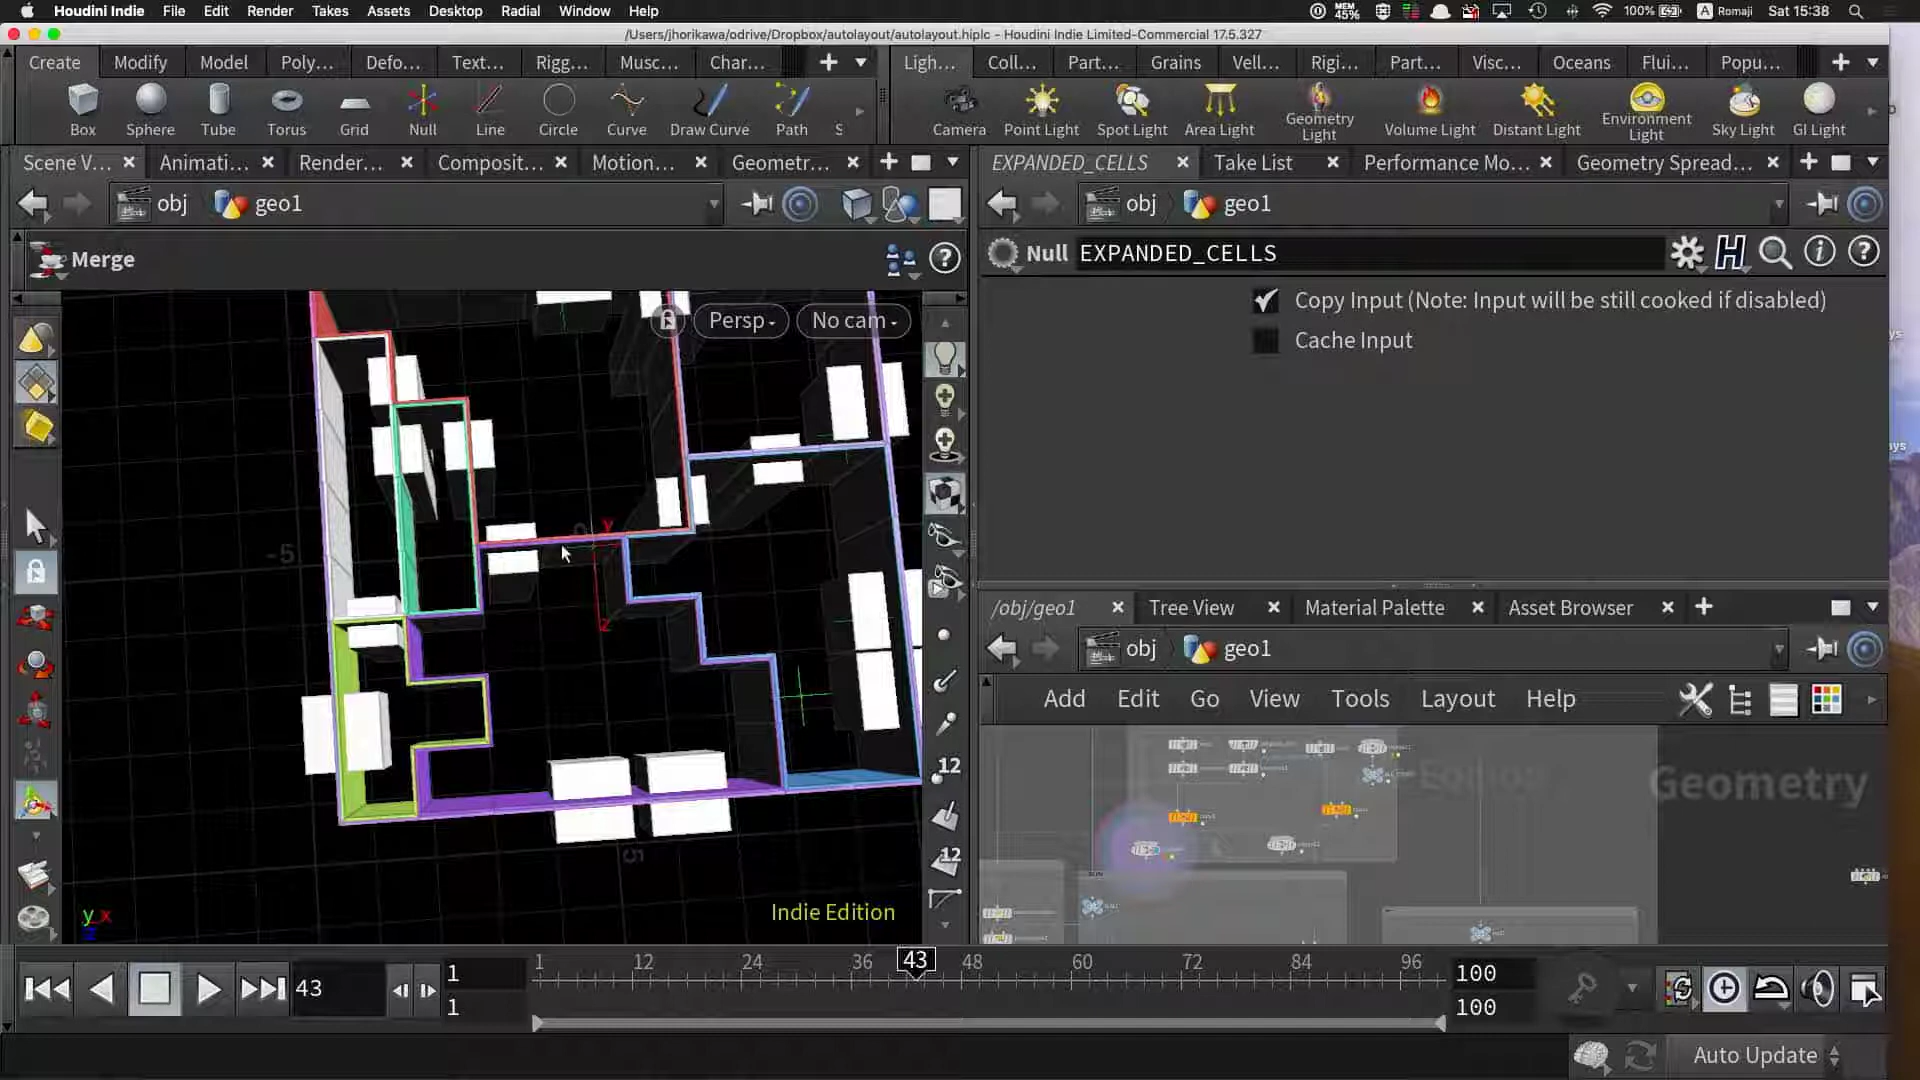 Houdini Indie File Edit Render Takes Assets Desktop Radial Window Help
MEM 45% 100% A Romaji Sat 15:38
/Users/jhorikawa/odrive/Dropbox/autolayout/autolayout.hiplc - Houdini Indie Limited-Commercial 17.5.327
Create Modify Model Poly... Defo... Text... Rigg... Musc... Char...
Ligh... Coll... Part... Grains Vell... Rigi... Part... Visc... Oceans Flui... Popu...
Box Sphere Tube Torus Grid Null Line Circle Curve Draw Curve Path S
Camera Point Light Spot Light Area Light Geometry Light Volume Light Distant Light Environment Light Sky Light GI Light
Scene V... Animati... Render... Composit... Motion... Geometr...
EXPANDED_CELLS Take List Performance Mo... Geometry Spread...
obj geo1
obj geo1
Merge
Null EXPANDED_CELLS
Copy Input (Note: Input will be still cooked if disabled)
Cache Input
Persp No cam
-5
0
y
z
5
12
12
y x
z
Indie Edition
/obj/geo1 Tree View Material Palette Asset Browser
obj geo1
Add Edit Go View Tools Layout Help
Geometry
43 1 1 12 24 36 43 48 60 72 84 96 100
1 100
Auto Update